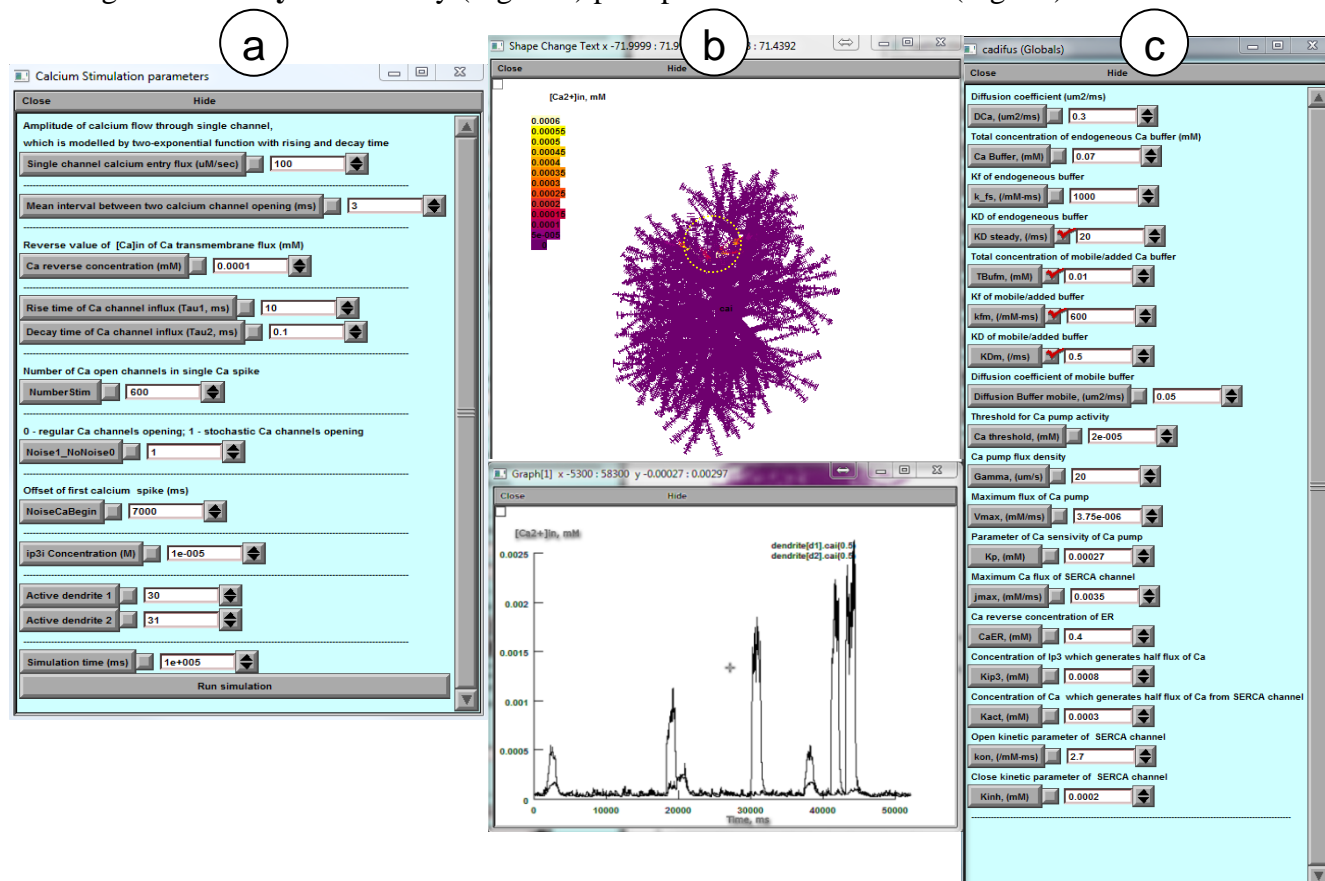 a
Calcium Stimulation parameters
Close Hide
Amplitude of calcium flow through single channel,
which is modelled by two-exponential function with rising and decay time
Single channel calcium entry flux (uM/sec) 100
Mean interval between two calcium channel opening (ms) 3
Reverse value of [Ca]in of Ca transmembrane flux (mM)
Ca reverse concentration (mM) 0.0001
Rise time of Ca channel influx (Tau1, ms) 10
Decay time of Ca channel influx (Tau2, ms) 0.1
Number of Ca open channels in single Ca spike
NumberStim 600
0 - regular Ca channels opening; 1 - stochastic Ca channels opening
Noise1_NoNoise0 1
Offset of first calcium spike (ms)
NoiseCaBegin 7000
ip3i Concentration (M) 1e-005
Active dendrite 1 30
Active dendrite 2 31
Simulation time (ms) 1e+005
Run simulation
b
Shape Change Text x -71.9999 : 71.9 : 71.4392
Close Hide
[Ca2+]in, mM
0.0006
0.00055
0.0005
0.00045
0.0004
0.00035
0.0003
0.00025
0.0002
0.00015
0.0001
5e-005
0
cai
Graph[1] x -5300 : 58300 y -0.00027 : 0.00297
Close Hide
[Ca2+]in, mM
dendrite[d1].cai(0.5)
dendrite[d2].cai(0.5)
0.0025
0.002
0.0015
0.001
0.0005
0
0 10000 20000 30000 40000 50000
Time, ms
c
cadifus (Globals)
Close Hide
Diffusion coefficient (um2/ms)
DCa, (um2/ms) 0.3
Total concentration of endogeneous Ca buffer (mM)
Ca Buffer, (mM) 0.07
Kf of endogeneous buffer
k_fs, (/mM-ms) 1000
KD of endogeneous buffer
KD steady, (/ms) 20
Total concentration of mobile/added Ca buffer
TBufm, (mM) 0.01
Kf of mobile/added buffer
kfm, (/mM-ms) 600
KD of mobile/added buffer
KDm, (/ms) 0.5
Diffusion coefficient of mobile buffer
Diffusion Buffer mobile, (um2/ms) 0.05
Threshold for Ca pump activity
Ca threshold, (mM) 2e-005
Ca pump flux density
Gamma, (um/s) 20
Maximum flux of Ca pump
Vmax, (mM/ms) 3.75e-006
Parameter of Ca sensivity of Ca pump
Kp, (mM) 0.00027
Maximum Ca flux of SERCA channel
jmax, (mM/ms) 0.0035
Ca reverse concentration of ER
CaER, (mM) 0.4
Concentration of Ip3 which generates half flux of Ca
Kip3, (mM) 0.0008
Concentration of Ca which generates half flux of Ca from SERCA channel
Kact, (mM) 0.0003
Open kinetic parameter of SERCA channel
kon, (/mM-ms) 2.7
Close kinetic parameter of SERCA channel
Kinh, (mM) 0.0002